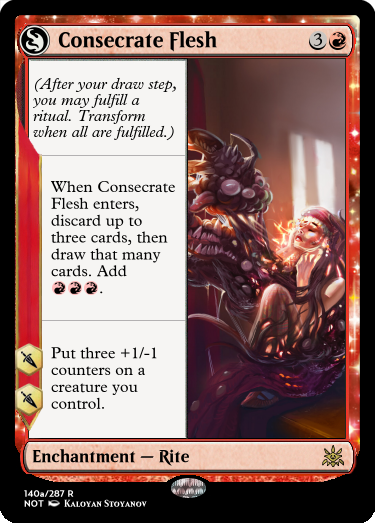 Consecrate Flesh 3
(After your draw step,
you may fulfill a
ritual. Transform
when all are fulfilled.)
When Consecrate
Flesh enters,
discard up to
three cards, then
draw that many
cards. Add
Put three +1/-1
counters on a
creature you
control.
Enchantment — Rite
140a/287 R
NOT Kaloyan Stoyanov